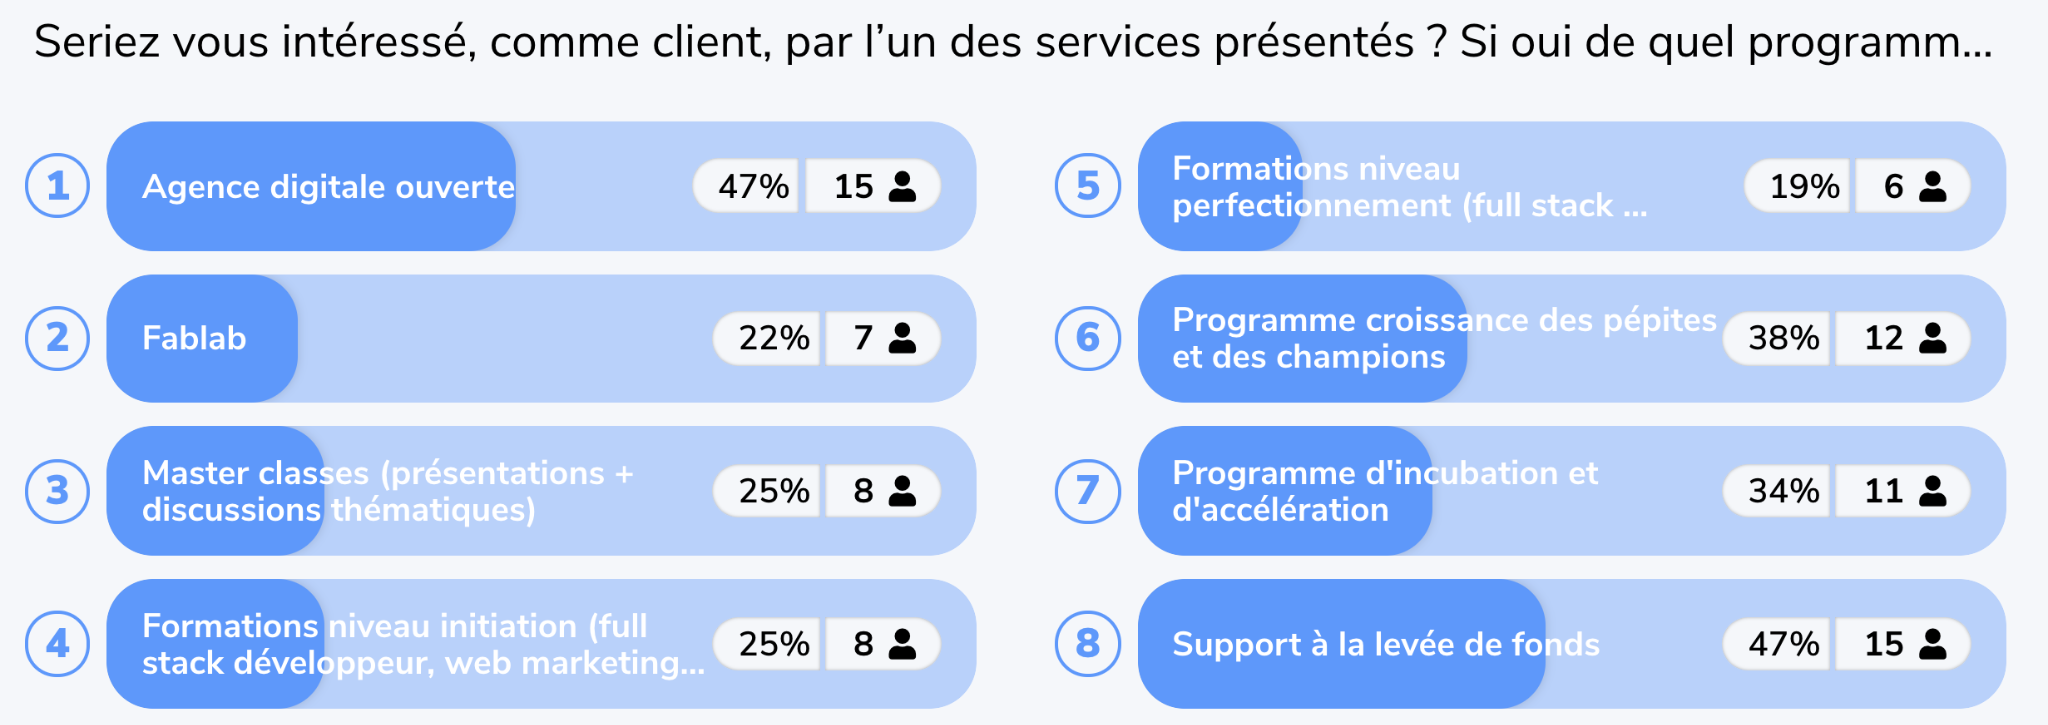 Seriez vous intéressé, comme client, par l’un des services présentés ? Si oui de quel programm...
1
Agence digitale ouverte
47% 15
2
Fablab
22% 7
3
Master classes (présentations +
discussions thématiques)
25% 8
4
Formations niveau initiation (full
stack développeur, web marketing...
25% 8
5
Formations niveau
perfectionnement (full stack ...
19% 6
6
Programme croissance des pépites
et des champions
38% 12
7
Programme d'incubation et
d'accélération
34% 11
8
Support à la levée de fonds
47% 15